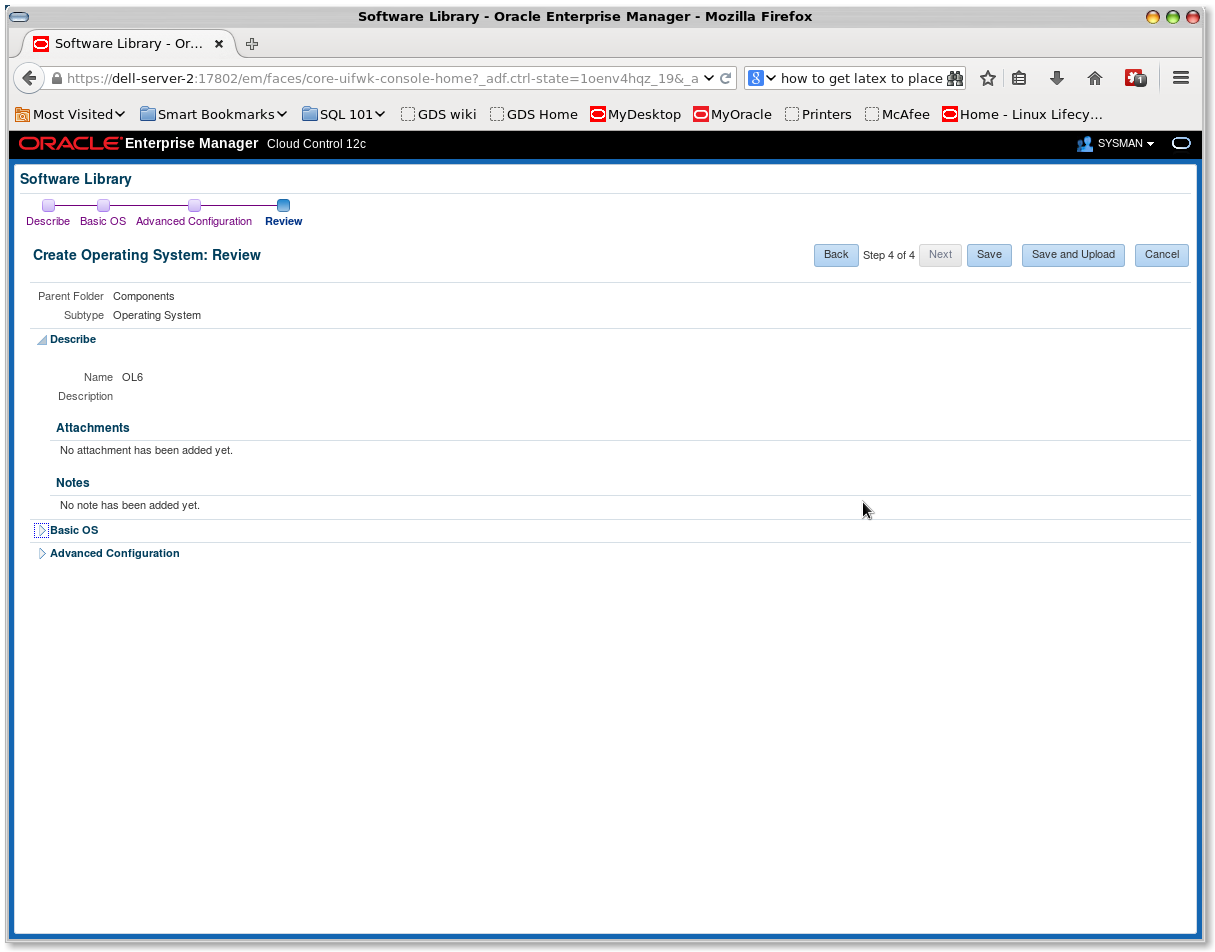 Software Library - Oracle Enterprise Manager - Mozilla Firefox
Software Library - Or...
https://dell-server-2:17802/em/faces/core-uifwk-console-home?_adf.ctrl-state=1oenv4hqz_19&_a
8 how to get latex to place
1
Most Visited Smart Bookmarks SQL 101 GDS wiki GDS Home MyDesktop MyOracle Printers McAfee Home - Linux Lifecy...
ORACLE Enterprise Manager Cloud Control 12c SYSMAN
Software Library
Describe Basic OS Advanced Configuration Review
Create Operating System: Review Back Step 4 of 4 Next Save Save and Upload Cancel
Parent Folder Components
Subtype Operating System
Describe
Name OL6
Description
Attachments
No attachment has been added yet.
Notes
No note has been added yet.
Basic OS
Advanced Configuration